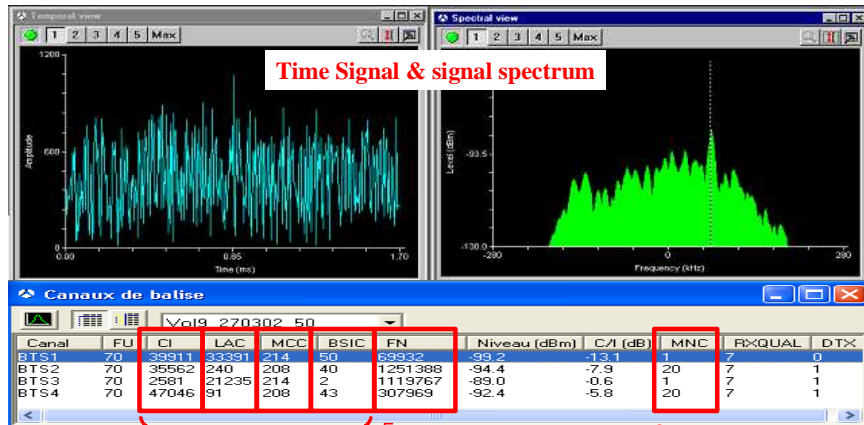 Temporal view
1 2 3 4 5 Max
1200
600
0
Amplitude
0.00 0.85 1.70
Time (ms)
Spectral view
1 2 3 4 5 Max
Level (dBm)
-93.5
-130.0
-280 0 280
Frequency (kHz)
Time Signal & signal spectrum
Canaux de balise
Vol9_270302_50
Canal FU CI LAC MCC BSIC FN Niveau (dBm) C/I (dB) MNC RXQUAL DTX
BTS1 70 39911 33391 214 50 69932 -99.2 -13.1 1 7 0
BTS2 70 35562 240 208 40 1251388 -94.4 -7.9 20 7 1
BTS3 70 2581 21235 214 2 1119767 -89.0 -0.6 1 7 1
BTS4 70 47046 91 208 43 307969 -92.4 -5.8 20 7 1